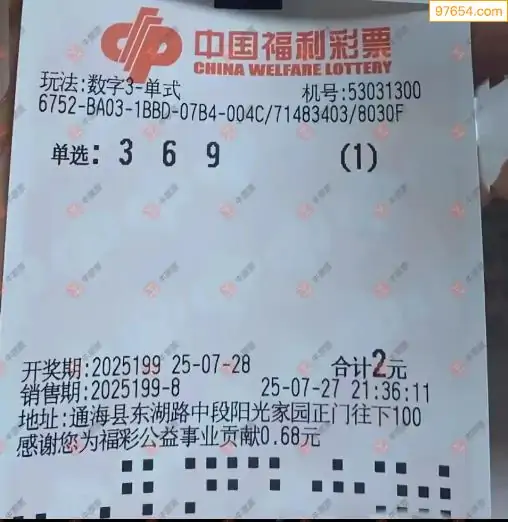 97654.com
中国福利彩票
CHINA WELFARE LOTTERY
玩法:数字3-单式 机号:53031300
6752-BA03-1BBD-07B4-004C/71483403/8030F
单选: 3 6 9 (1)
开奖期:2025199 25-07-28 合计2元
销售期:2025199-8 25-07-27 21:36:11
地址:通海县东湖路中段阳光家园正门往下100
感谢您为福彩公益事业贡献0.68元